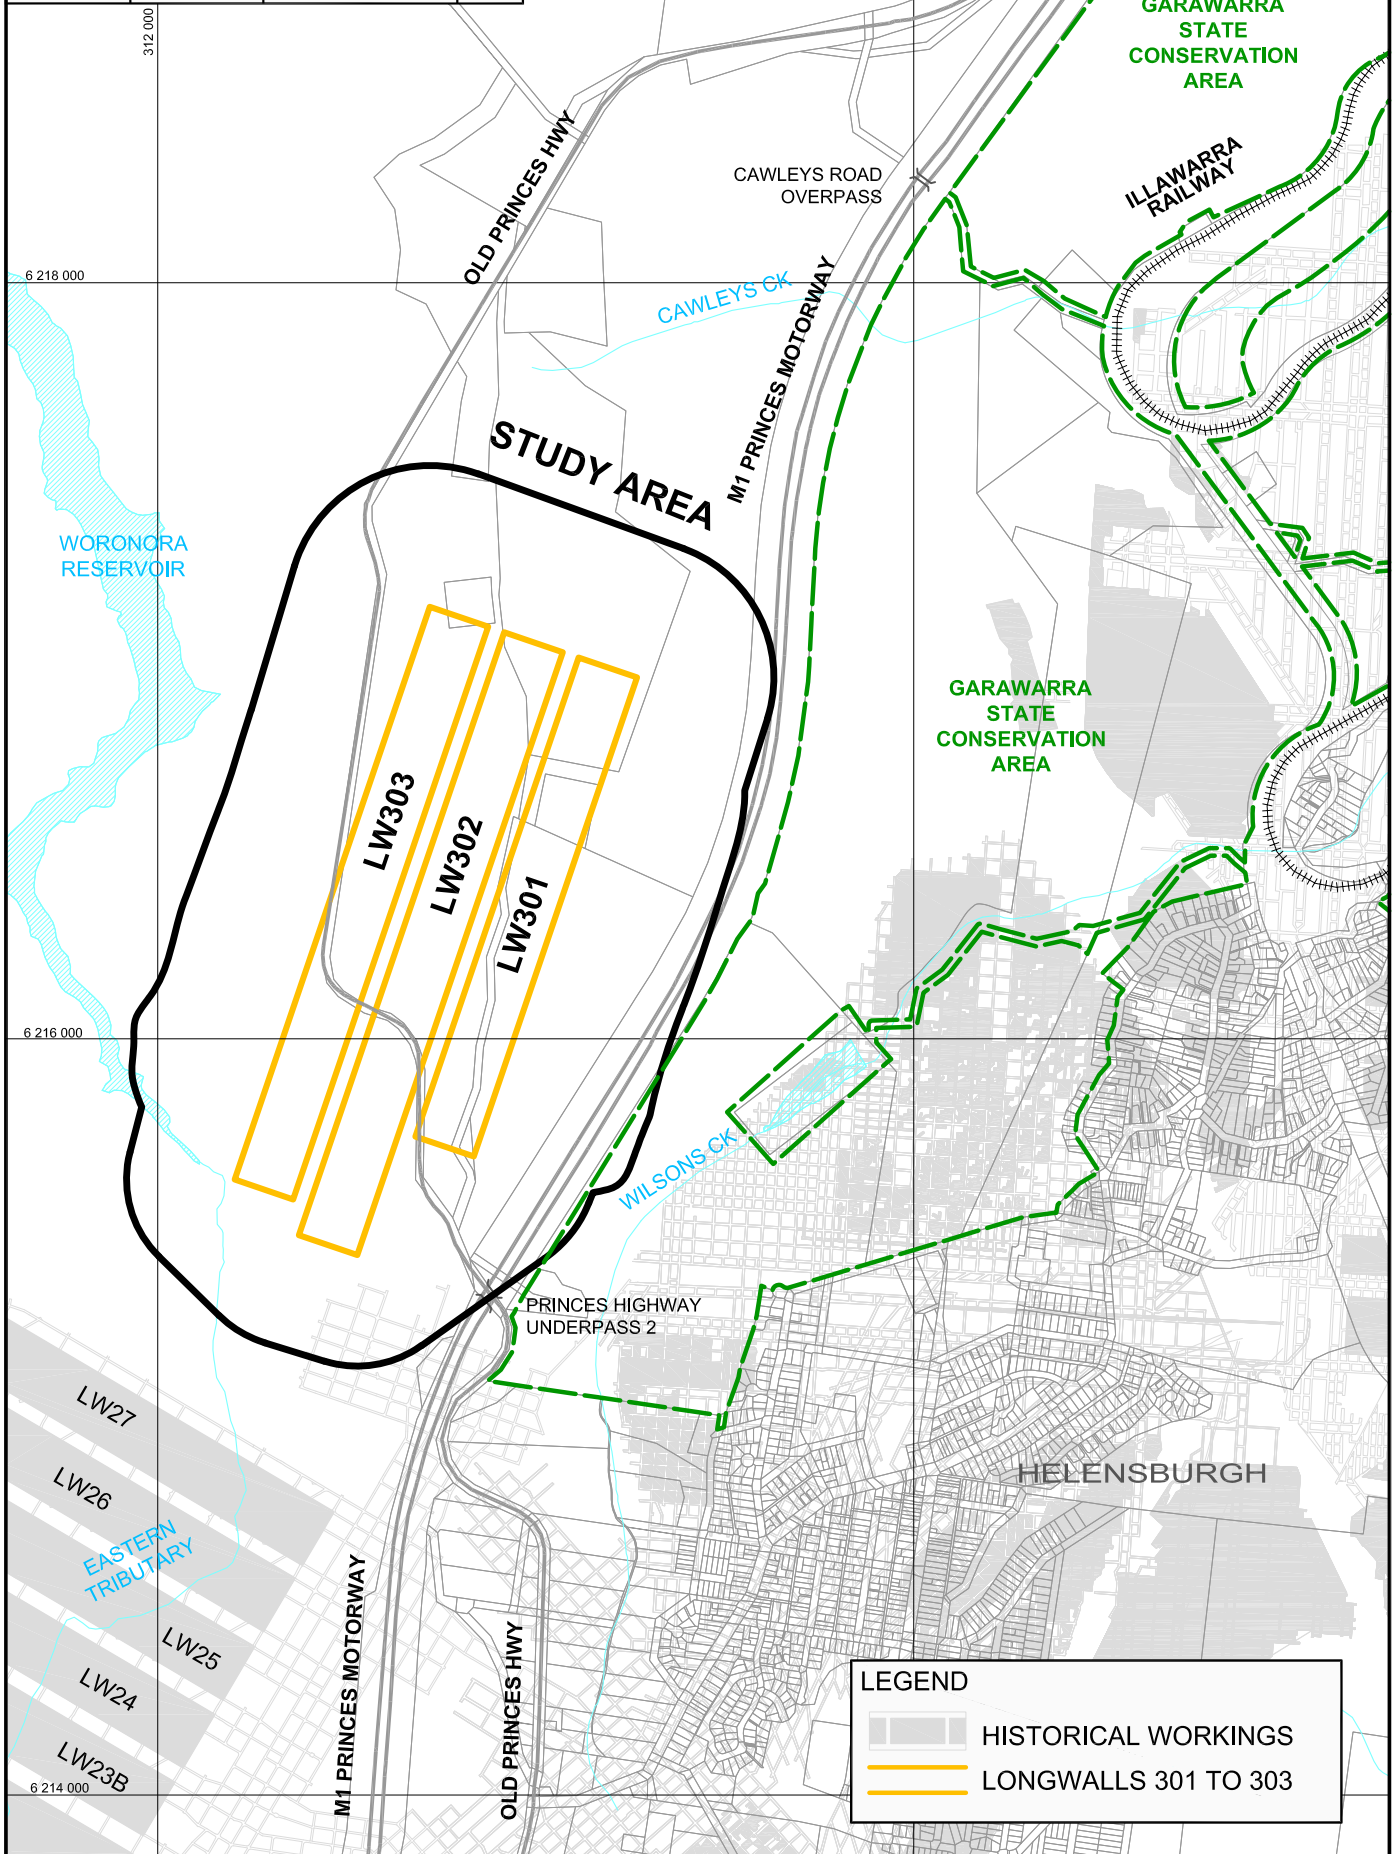 GARAWARRA
STATE
CONSERVATION
AREA
312 000
OLD PRINCES HWY
CAWLEYS ROAD
OVERPASS
ILLAWARRA
RAILWAY
6 218 000
CAWLEYS CK
M1 PRINCES MOTORWAY
STUDY AREA
WORONORA
RESERVOIR
GARAWARRA
STATE
CONSERVATION
AREA
LW303
LW302
LW301
6 216 000
WILSONS CK
PRINCES HIGHWAY
UNDERPASS 2
LW27
LW26
EASTERN
TRIBUTARY
LW25
LW24
LW23B
6 214 000
M1 PRINCES MOTORWAY
OLD PRINCES HWY
HELENSBURGH
LEGEND
HISTORICAL WORKINGS
LONGWALLS 301 TO 303